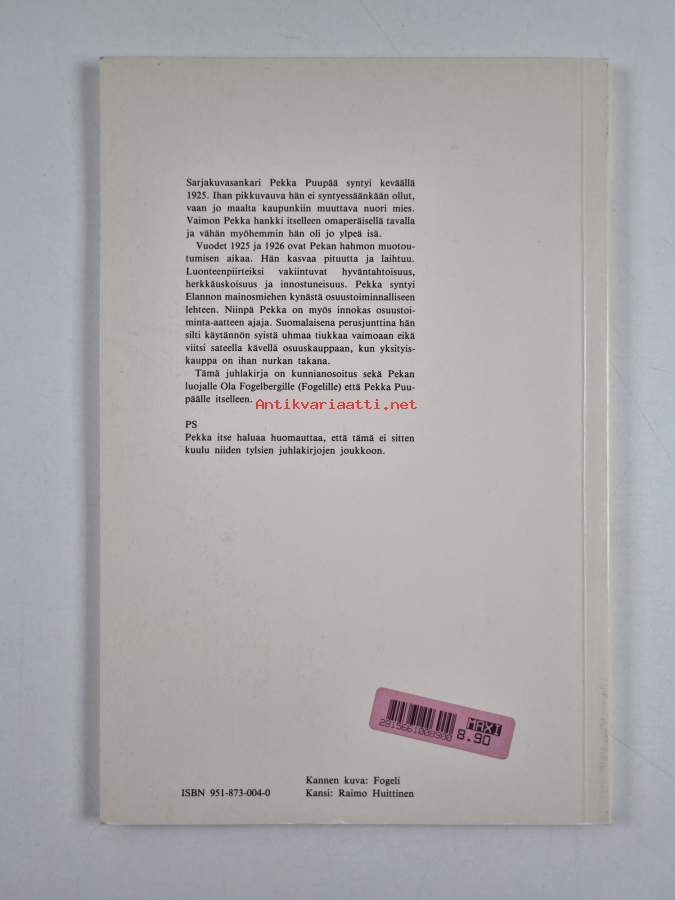 Sarjakuvasankari Pekka Puupää syntyi keväällä
1925. Ihan pikkuvauva hän ei syntyessäänkään ollut,
vaan jo maalta kaupunkiin muuttava nuori mies.
Vaimon Pekka hankki itselleen omaperäisellä tavalla
ja vähän myöhemmin hän oli jo ylpeä isä.
Vuodet 1925 ja 1926 ovat Pekan hahmon muotou-
tumisen aikaa. Hän kasvaa pituutta ja laihtuu.
Luonteenpiirteiksi vakiintuvat hyväntahtoisuus,
herkkäuskoisuus ja innostuneisuus. Pekka syntyi
Elannon mainosmiehen kynästä osuustoiminnalliseen
lehteen. Niinpä Pekka on myös innokas osuustoi-
minta-aatteen ajaja. Suomalaisena perusjunttina hän
silti käytännön syistä uhmaa tiukkaa vaimoaan eikä
viitsi sateella kävellä osuuskauppaan, kun yksityis-
kauppa on ihan nurkan takana.
Tämä juhlakirja on kunnianosoitus sekä Pekan
luojalle Ola Fogelbergille (Fogelille) että Pekka Puu-
päälle itselleen.
Antikvariaatti.net
PS
Pekka itse haluaa huomauttaa, että tämä ei sitten
kuulu niiden tylsien juhlakirjojen joukkoon.
MAXI
8.90
Kannen kuva: Fogeli
ISBN 951-873-004-0 Kansi: Raimo Huittinen